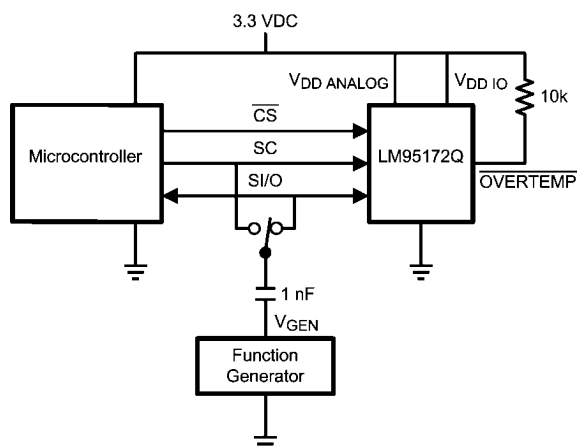 3.3 VDC
VDD ANALOG
VDD IO
10k
CS
Microcontroller
SC
LM95172Q
SI/O
OVERTEMP
1 nF
VGEN
Function
Generator